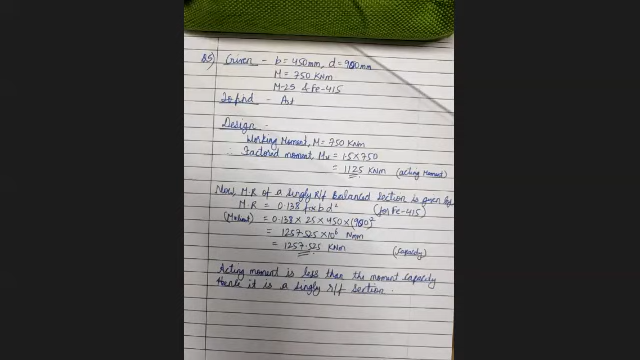 Q5) Given - b = 450mm, d = 900mm
M = 750 KNm
M-25 & Fe-415
To find - Ast
Design -
Working Moment, M = 750 KNm
∴ Factored moment, Mu = 1.5 x 750
= 1125 KNm (acting Moment)
Now, M.R of a Singly R/f Balanced Section is given by
M.R = 0.138 fck b d² (for Fe-415)
= 0.138 x 25 x 450 x (900)²
= 1257.525 x 10⁶ Nmm
= 1257.525 KNm (Capacity)
Acting moment is less than the moment capacity
Hence it is a Singly r/f Section.